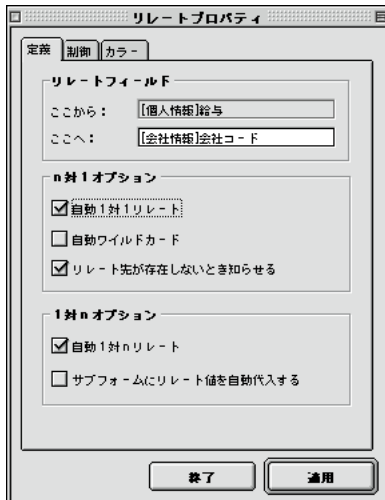 リレートプロパティ
定義 制御 カラー
リレートフィールド
ここから： [個人情報]給与
ここへ： [会社情報]会社コード
n対1オプション
自動1対1リレート
自動ワイルドカード
リレート先が存在しないとき知らせる
1対nオプション
自動1対nリレート
サブフォームにリレート値を自動代入する
終了 適用